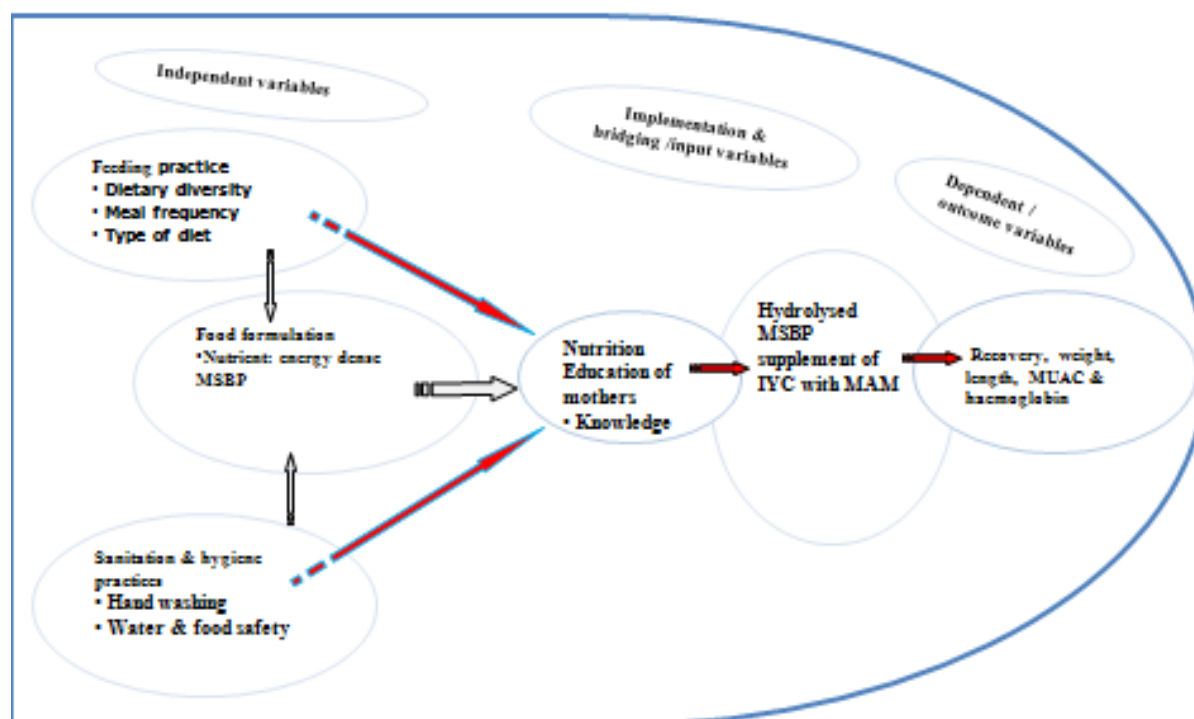 Independent variables
Implementation &
bridging /input variables
Dependent /
outcome variables
Feeding practice
• Dietary diversity
• Meal frequency
• Type of diet
Food formulation
•Nutrient: energy dense
MSBP
Nutrition
Education of
mothers
• Knowledge
Hydrolysed
MSBP
supplement of
IYC with MAM
Recovery, weight,
length, MUAC &
haemoglobin
Sanitation & hygiene
practices
• Hand washing
• Water & food safety